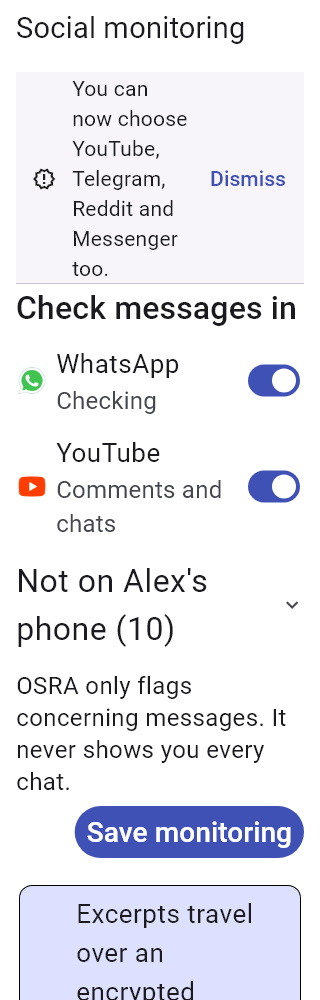 Social monitoring
You can
now choose
YouTube,
Telegram,
Reddit and
Messenger
too.
Dismiss
Check messages in
WhatsApp
Checking
YouTube
Comments and
chats
Not on Alex's
phone (10)
OSRA only flags
concerning messages. It
never shows you every
chat.
Save monitoring
Excerpts travel
over an
encrypted